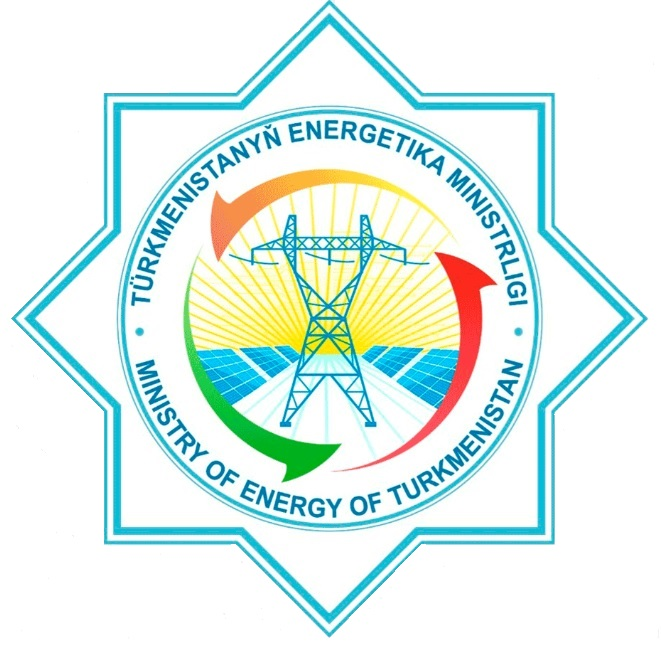 TÜRKMENISTANYŇ ENERGETIKA MINISTRLIGI
MINISTRY OF ENERGY OF TURKMENISTAN